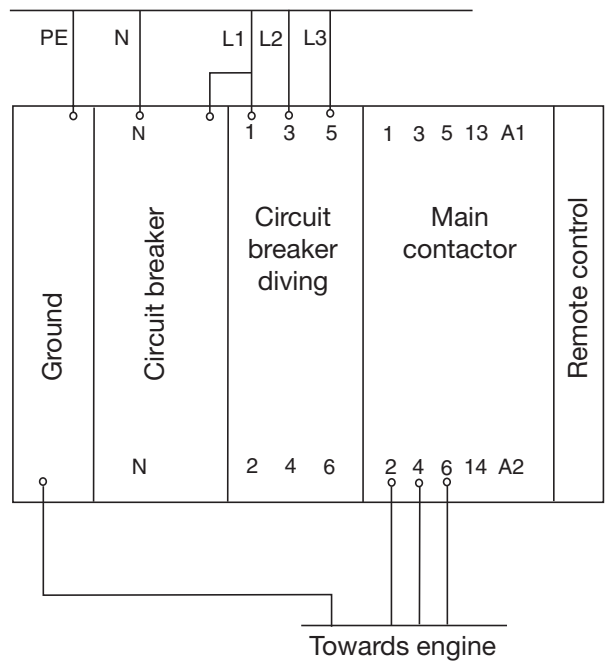 PE N L1 L2 L3
N 1 3 5 1 3 5 13 A1
Ground
Circuit breaker
Circuit
breaker
diving
Main
contactor
Remote control
N 2 4 6 2 4 6 14 A2
Towards engine